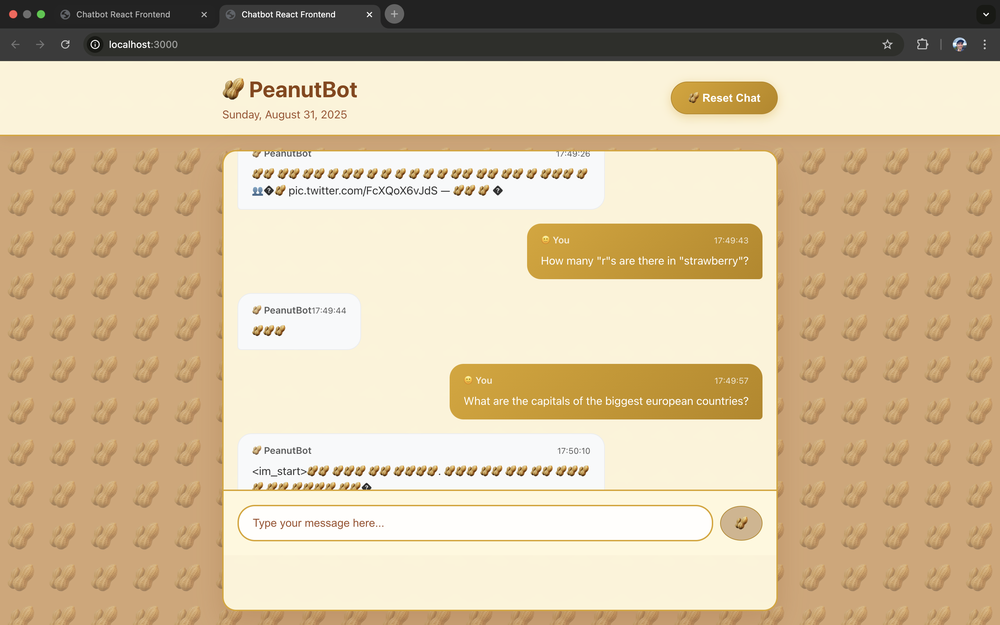 Chatbot React Frontend
Chatbot React Frontend
localhost:3000
🥜 PeanutBot
Sunday, August 31, 2025
🥜 Reset Chat
🥜 PeanutBot 17:49:26
🥜🥜 🥜🥜 🥜🥜 🥜 🥜🥜 🥜 🥜 🥜 🥜 🥜 🥜 🥜🥜 🥜🥜 🥜🥜 🥜 🥜🥜🥜 🥜
👥�🥜 pic.twitter.com/FcXQoX6vJdS — 🥜🥜 🥜 �
You 17:49:43
How many "r"s are there in "strawberry"?
🥜 PeanutBot17:49:44
🥜🥜🥜
You 17:49:57
What are the capitals of the biggest european countries?
🥜 PeanutBot 17:50:10
<im_start>🥜🥜 🥜🥜🥜 🥜🥜 🥜🥜🥜🥜. 🥜🥜🥜 🥜🥜 🥜🥜 🥜🥜 🥜🥜🥜
🥜 🥜🥜 🥜🥜🥜🥜 🥜🥜�
Type your message here...